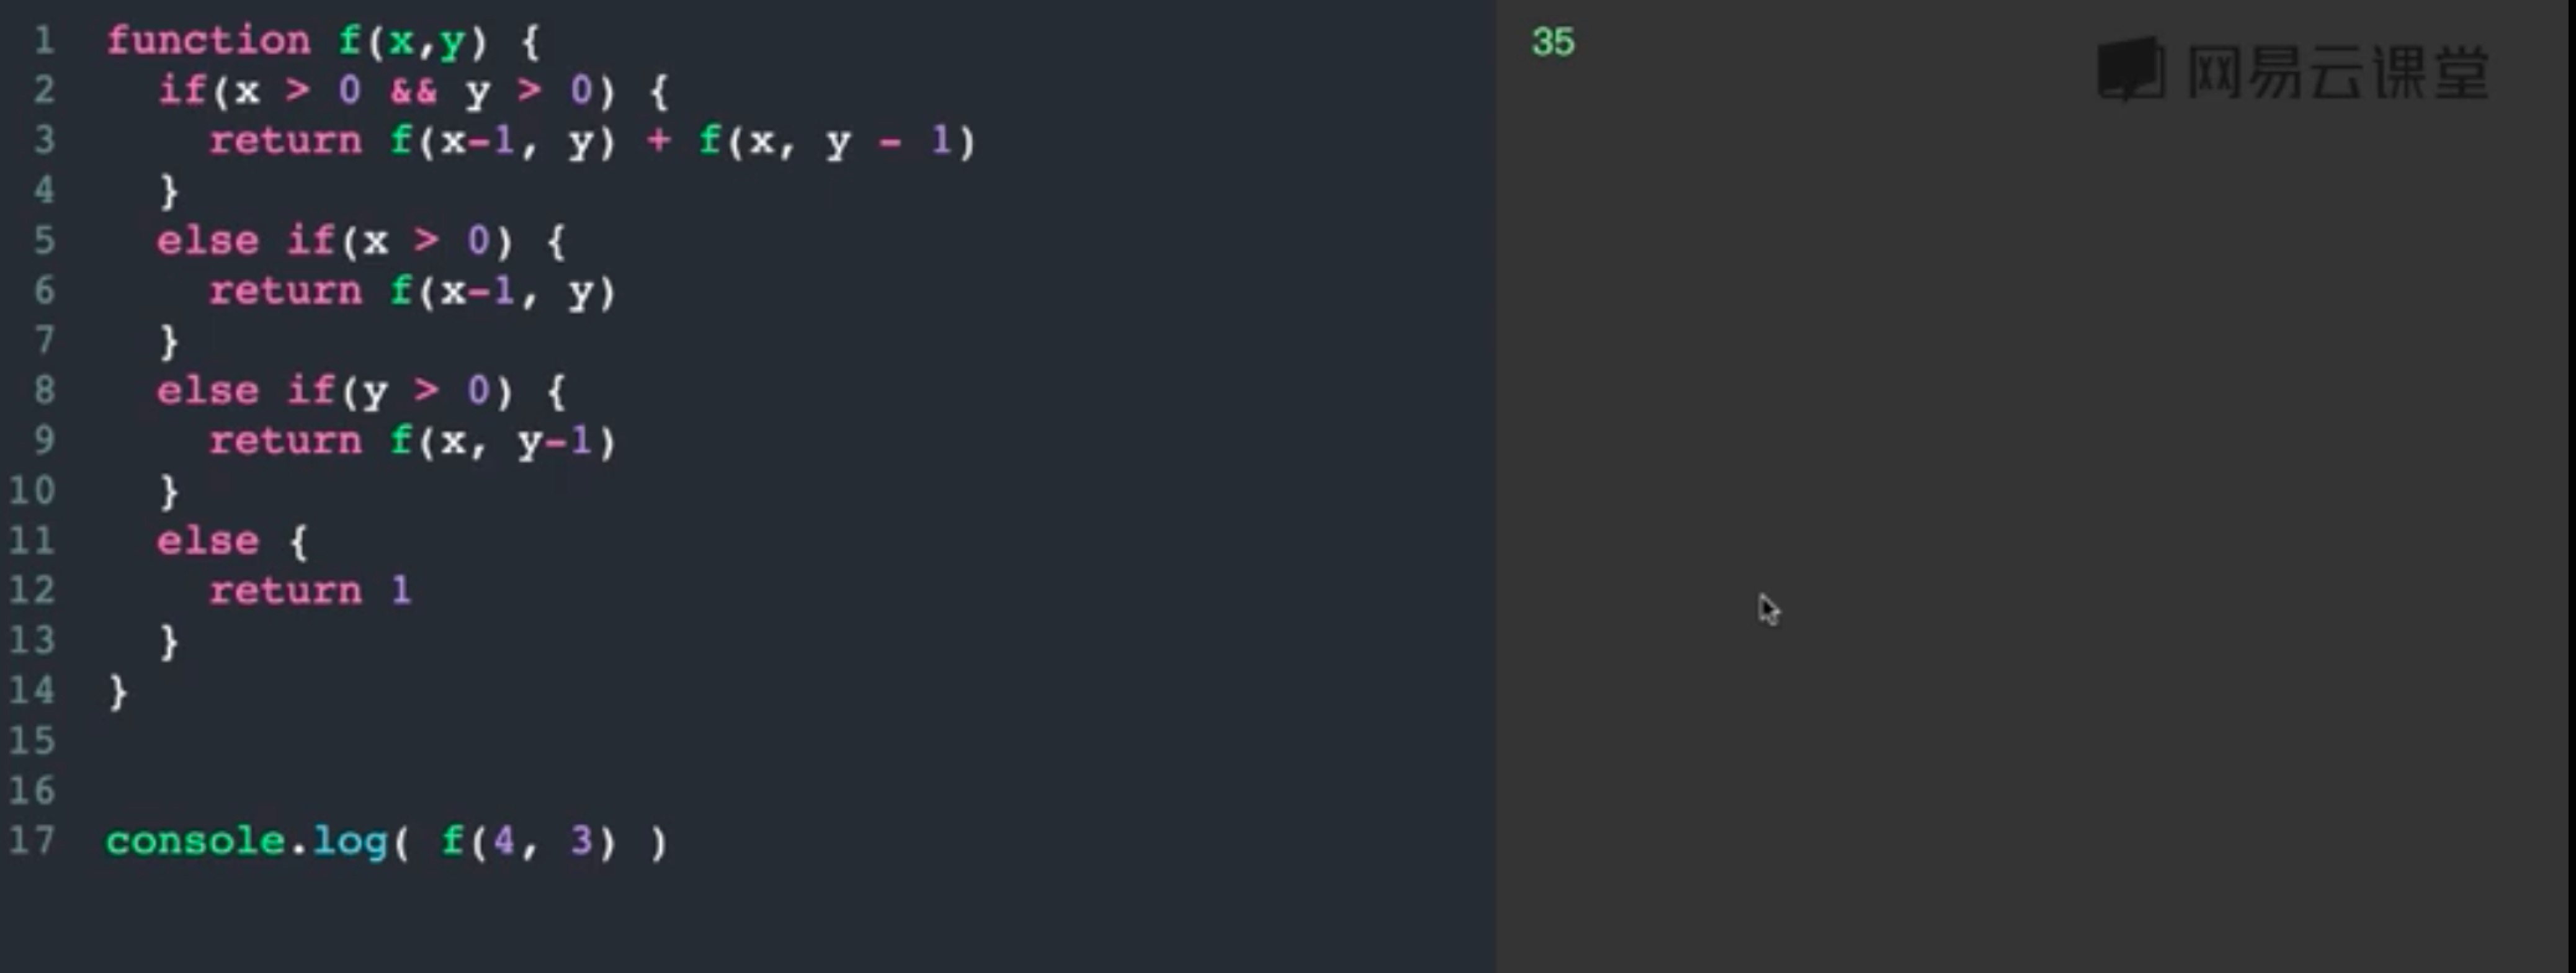 1 function f(x,y) {
2 if(x > 0 && y > 0) {
3 return f(x-1, y) + f(x, y - 1)
4 }
5 else if(x > 0) {
6 return f(x-1, y)
7 }
8 else if(y > 0) {
9 return f(x, y-1)
10 }
11 else {
12 return 1
13 }
14 }
15
16
17 console.log( f(4, 3) )
35
网易云课堂